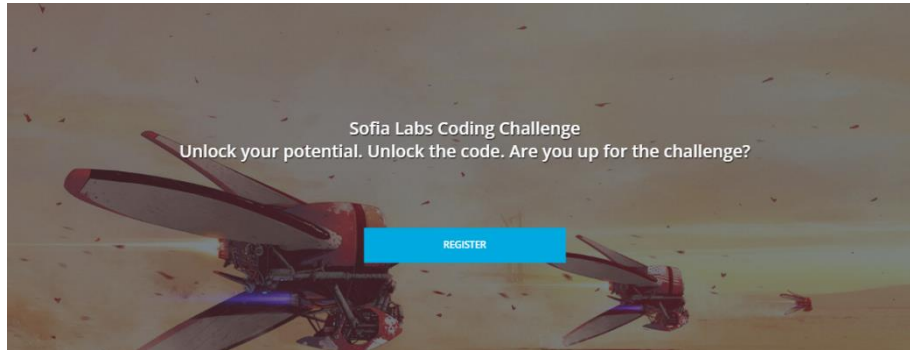 Sofia Labs Coding Challenge
Unlock your potential. Unlock the code. Are you up for the challenge?
REGISTER